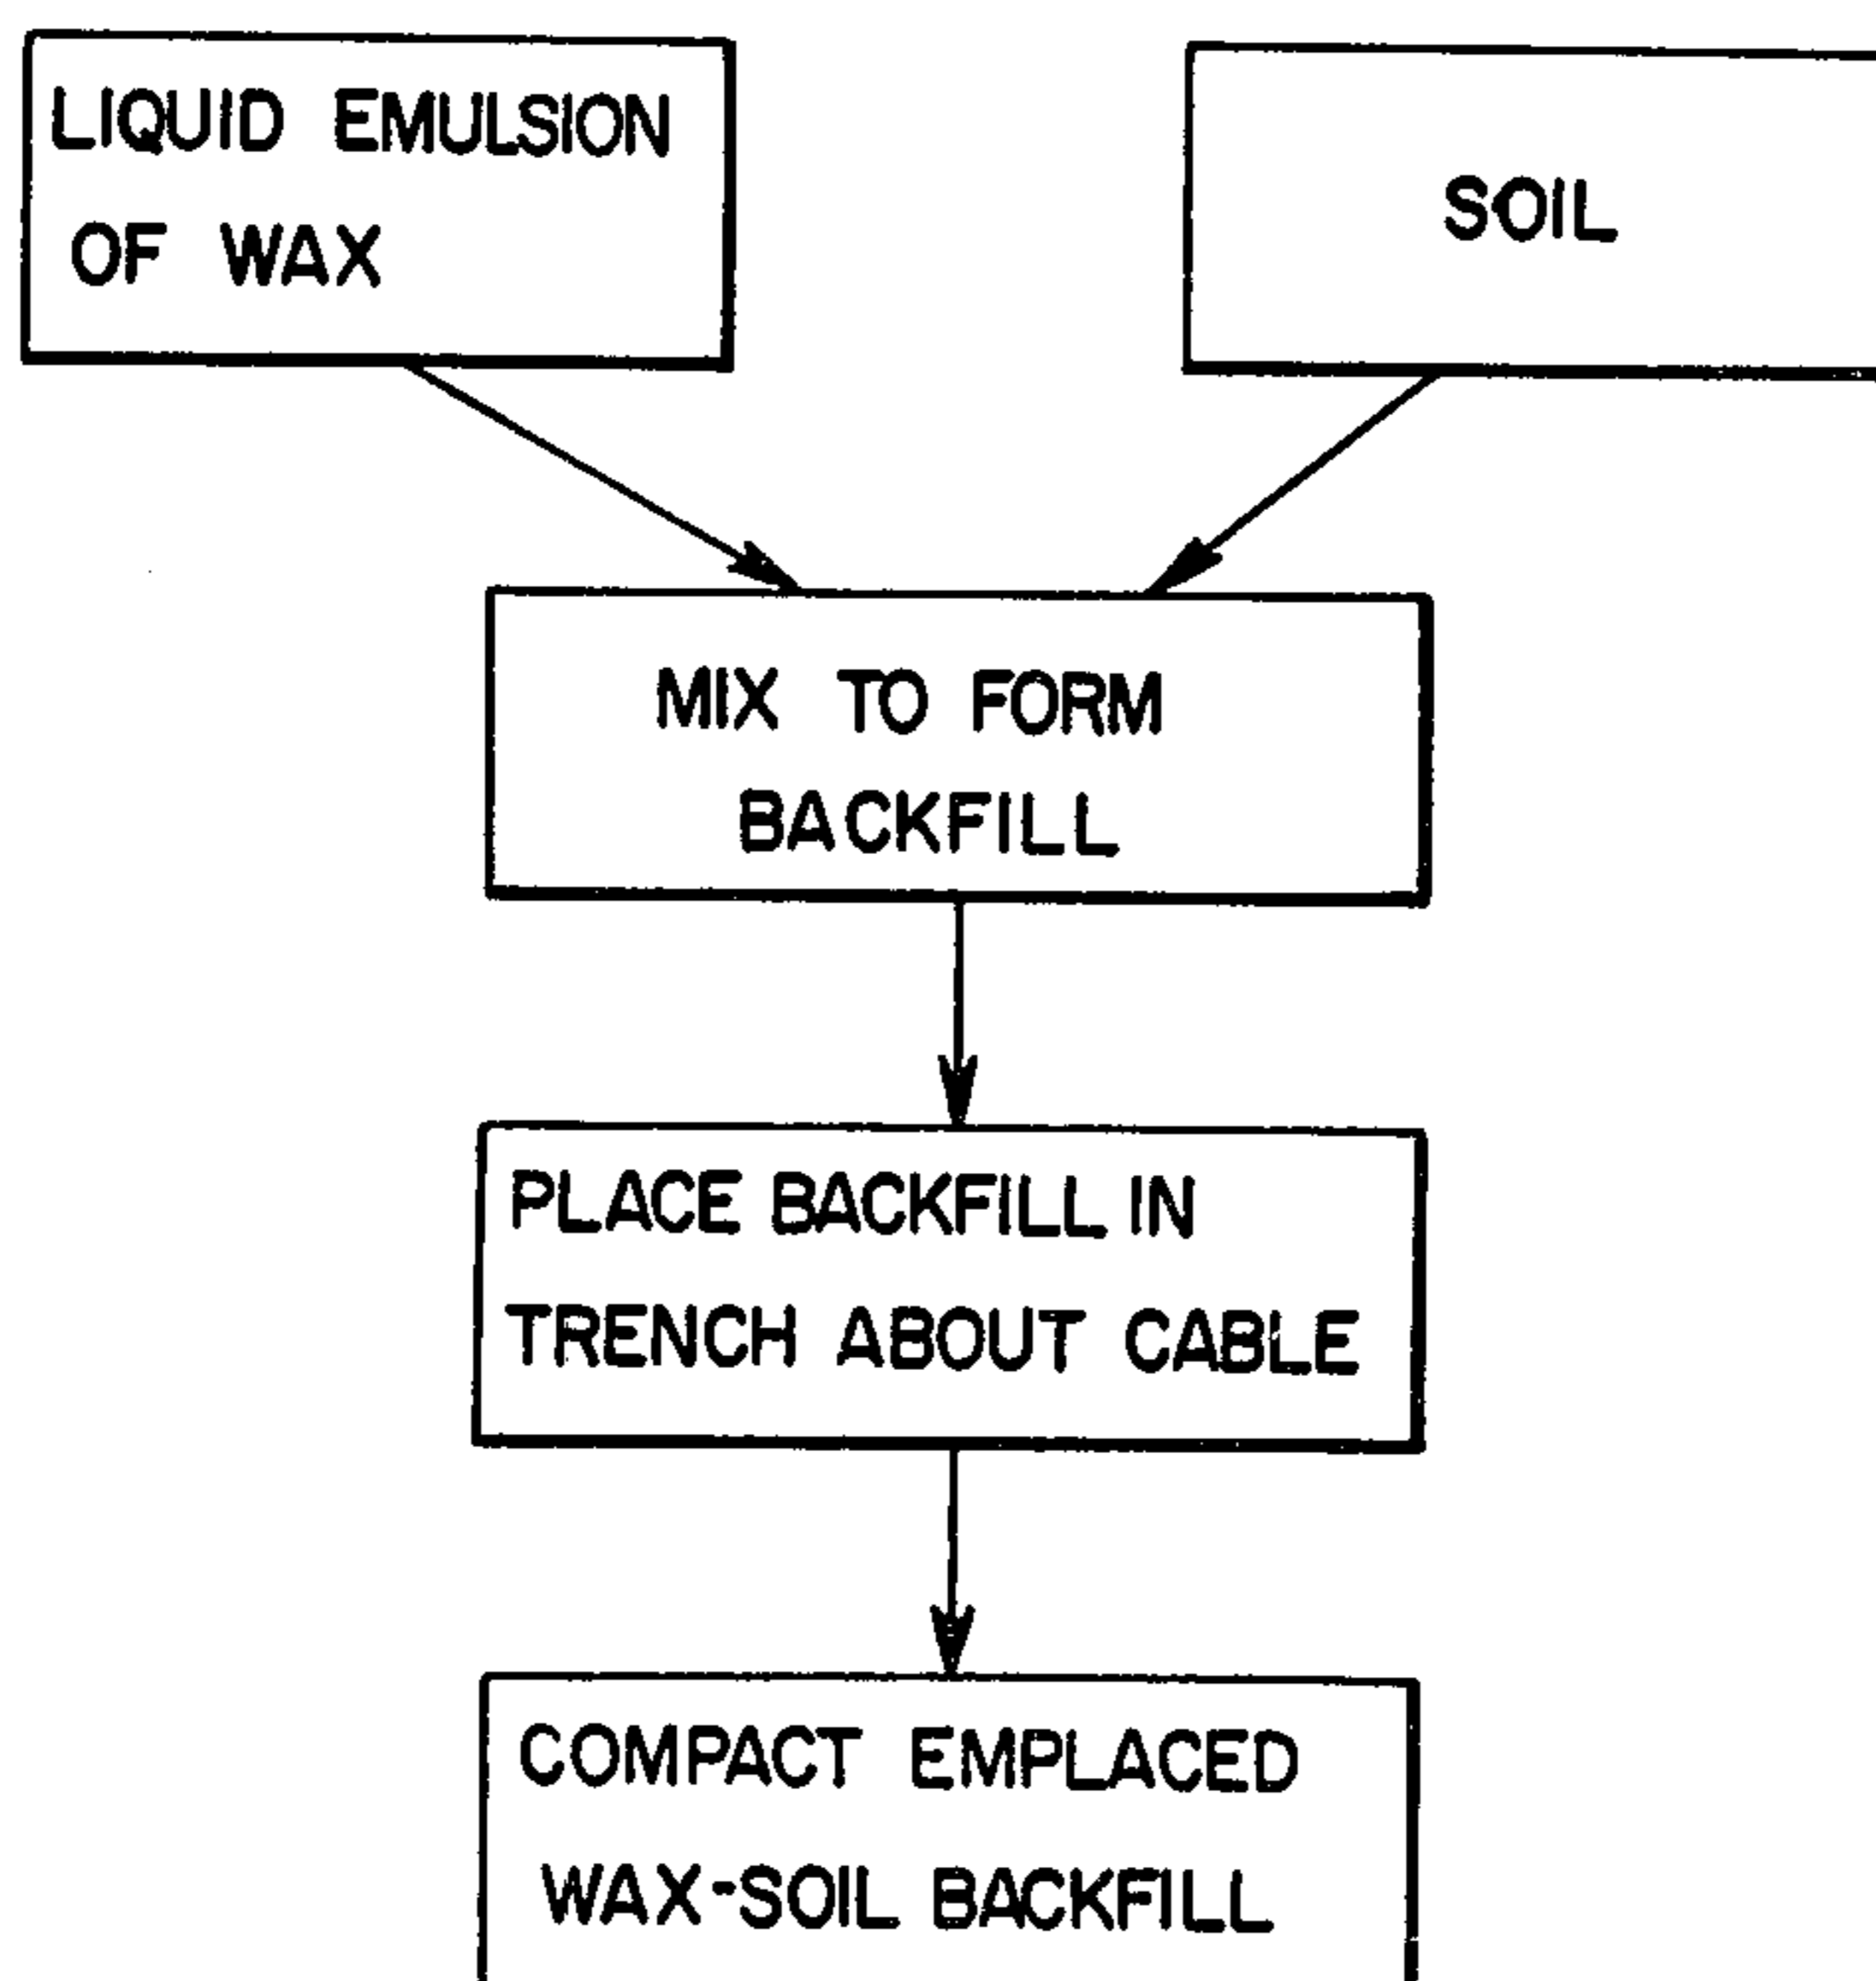 LIQUID EMULSION
OF WAX
SOIL
MIX TO FORM
BACKFILL
PLACE BACKFILL IN
TRENCH ABOUT CABLE
COMPACT EMPLACED
WAX-SOIL BACKFILL